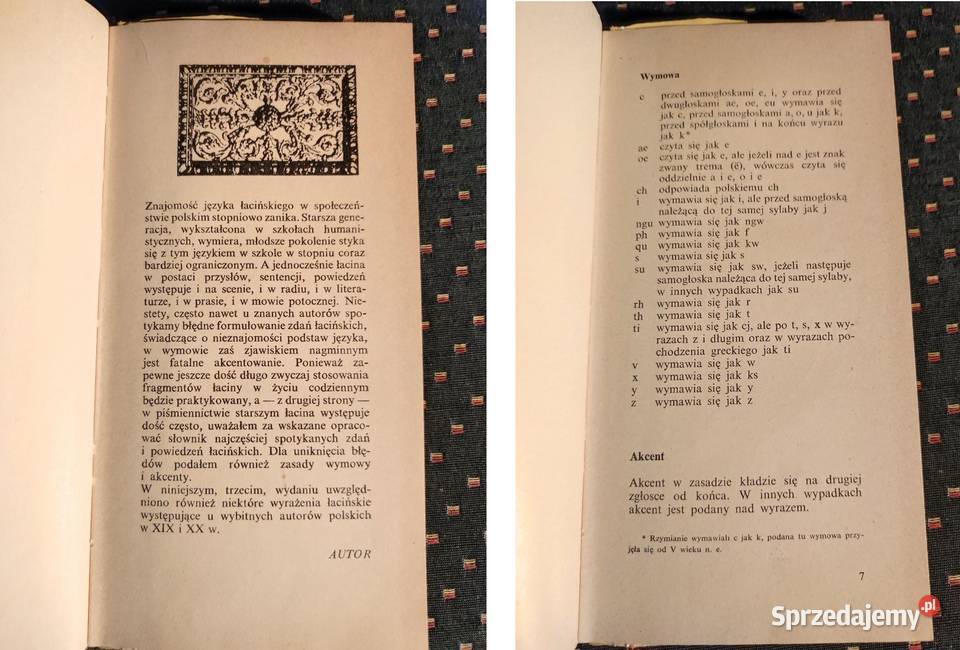 Znajomość języka łacińskiego w społeczeń-
stwie polskim stopniowo zanika. Starsza gene-
racja, wykształcona w szkołach humani-
stycznych, wymiera, młodsze pokolenie styka
się z tym językiem w szkole w stopniu coraz
bardziej ograniczonym. A jednocześnie łacina
w postaci przysłów, sentencji, powiedzeń
występuje i na scenie, i w radiu, i w litera-
turze, i w prasie, i w mowie potocznej. Nie-
stety, często nawet u znanych autorów spo-
tykamy błędne formułowanie zdań łacińskich,
świadczące o nieznajomości podstaw języka,
w wymowie zaś zjawiskiem nagminnym
jest fatalne akcentowanie. Ponieważ za-
pewne jeszcze dość długo zwyczaj stosowania
fragmentów łaciny w życiu codziennym
będzie praktykowany, a — z drugiej strony —
w piśmiennictwie starszym łacina występuje
dość często, uważałem za wskazane opraco-
wać słownik najczęściej spotykanych zdań
i powiedzeń łacińskich. Dla uniknięcia błę-
dów podałem również zasady wymowy
i akcenty.
W niniejszym, trzecim, wydaniu uwzględ-
niono również niektóre wyrażenia łacińskie
występujące u wybitnych autorów polskich
w XIX i XX w.
AUTOR
Wymowa
c przed samogłoskami e, i, y oraz przed
dwugłoskami ae, oe, eu wymawia się
jak c, przed samogłoskami a, o, u jak k,
przed spółgłoskami i na końcu wyrazu
jak k*
ae czyta się jak e
oe czyta się jak e, ale jeżeli nad e jest znak
zwany trema (ë), wówczas czyta się
oddzielnie a i e, o i e
ch odpowiada polskiemu ch
i wymawia się jak i, ale przed samogłoską
należącą do tej samej sylaby jak j
ngu wymawia się jak ngw
ph wymawia się jak f
qu wymawia się jak kw
s wymawia się jak s
su wymawia się jak sw, jeżeli następuje
samogłoska należąca do tej samej sylaby,
w innych wypadkach jak su
rh wymawia się jak r
th wymawia się jak t
ti wymawia się jak cj, ale po t, s, x w wy-
razach z i długim oraz w wyrazach po-
chodzenia greckiego jak ti
v wymawia się jak w
x wymawia się jak ks
y wymawia się jak y
z wymawia się jak z
Akcent
Akcent w zasadzie kładzie się na drugiej
zgłosce od końca. W innych wypadkach
akcent jest podany nad wyrazem.
* Rzymianie wymawiali c jak k, podana tu wymowa przy-
jęła się od V wieku n. e.
7
Sprzedajemy.pl